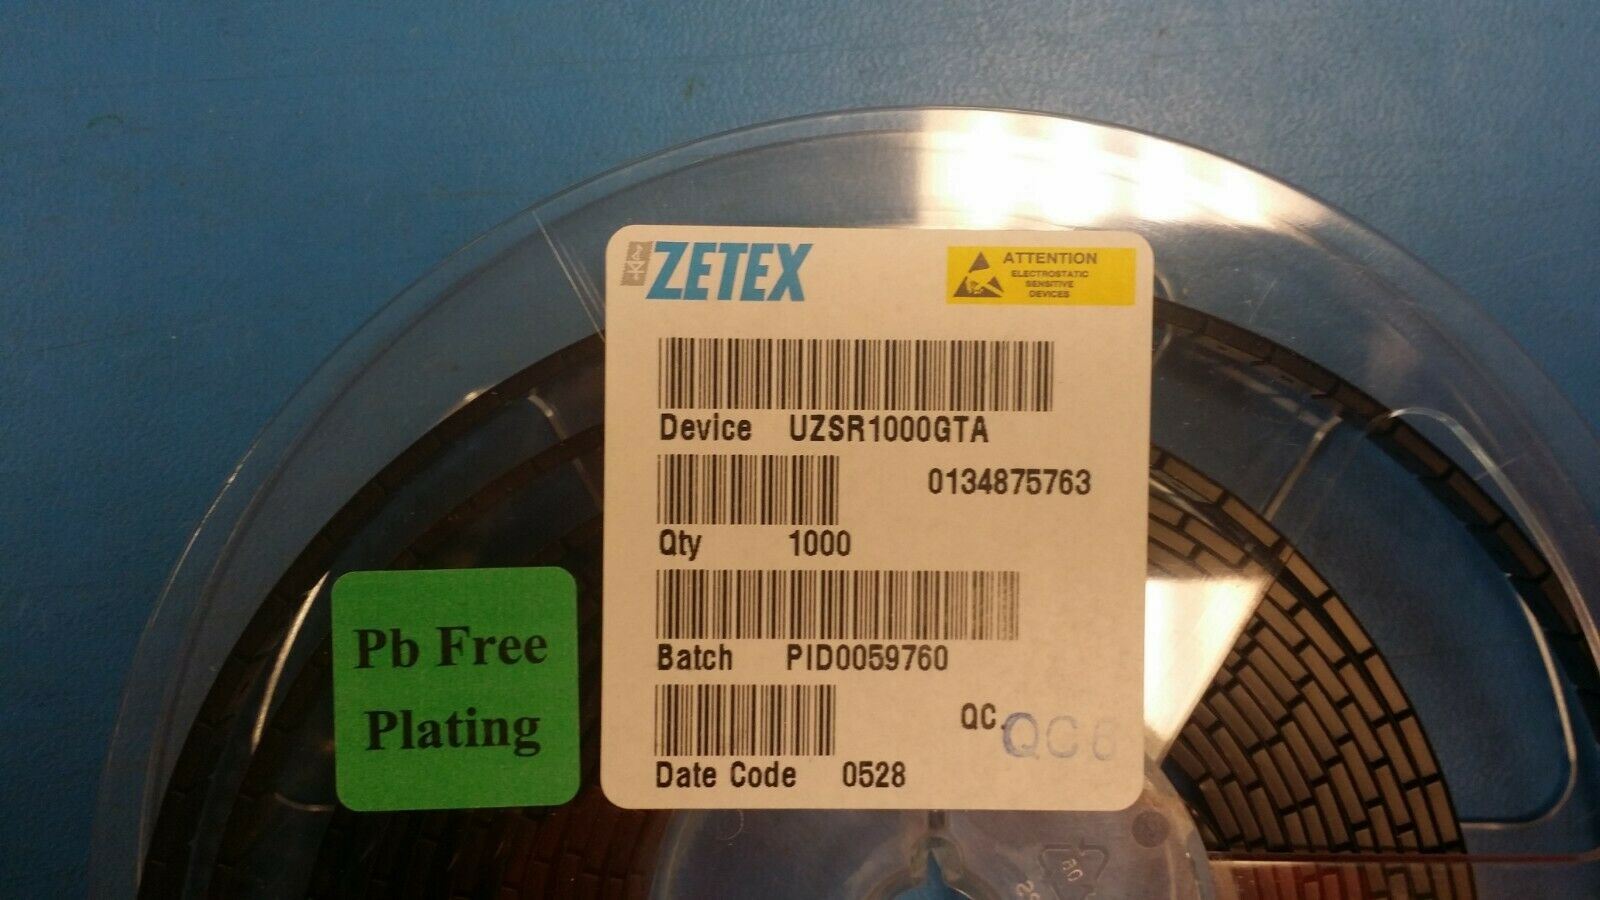 ZETEX
ATTENTION
ELECTROSTATIC
SENSITIVE
DEVICES
Device UZSR1000GTA
0134875763
Qty 1000
Batch PID0059760
QC. QC6
Date Code 0528
Pb Free
Plating